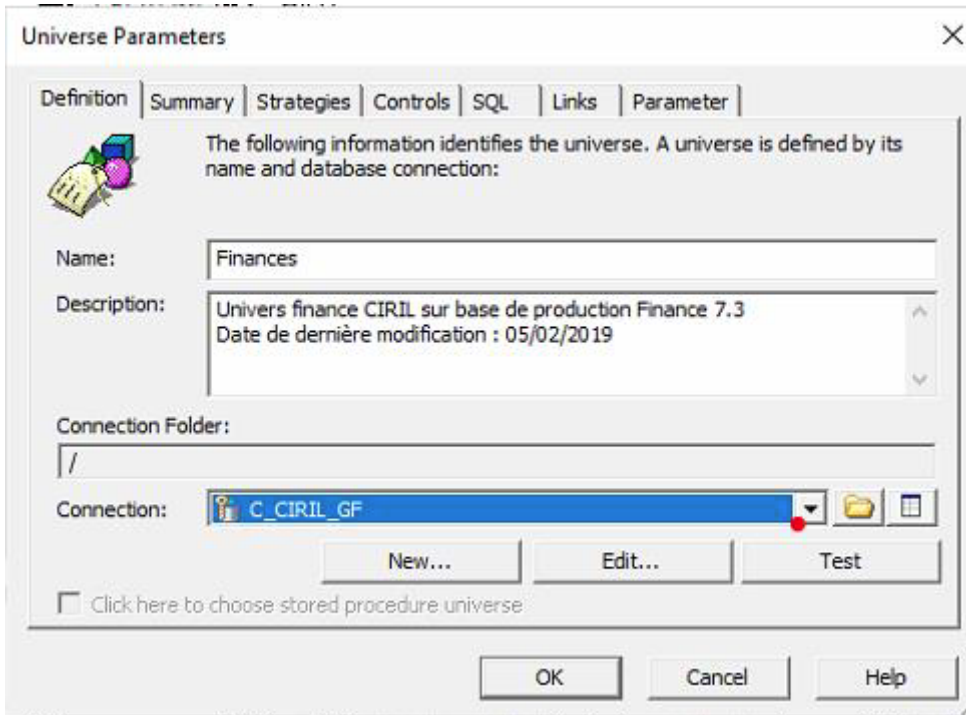 Universe Parameters
Definition Summary Strategies Controls SQL Links Parameter
The following information identifies the universe. A universe is defined by its
name and database connection:
Name: Finances
Description: Univers finance CIRIL sur base de production Finance 7.3
Date de dernière modification : 05/02/2019
Connection Folder:
/
Connection: C_CIRIL_GF
New... Edit... Test
Click here to choose stored procedure universe
OK Cancel Help